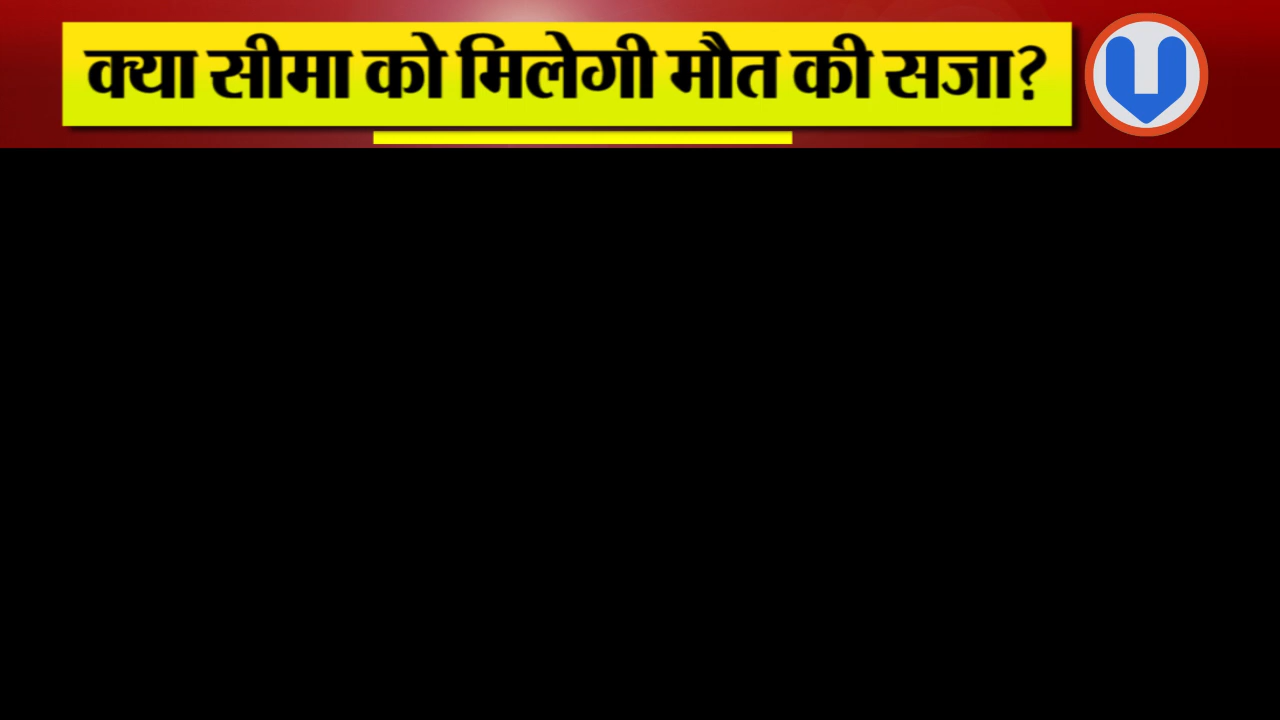 क्या सीमा को मिलेगी मौत की सजा?